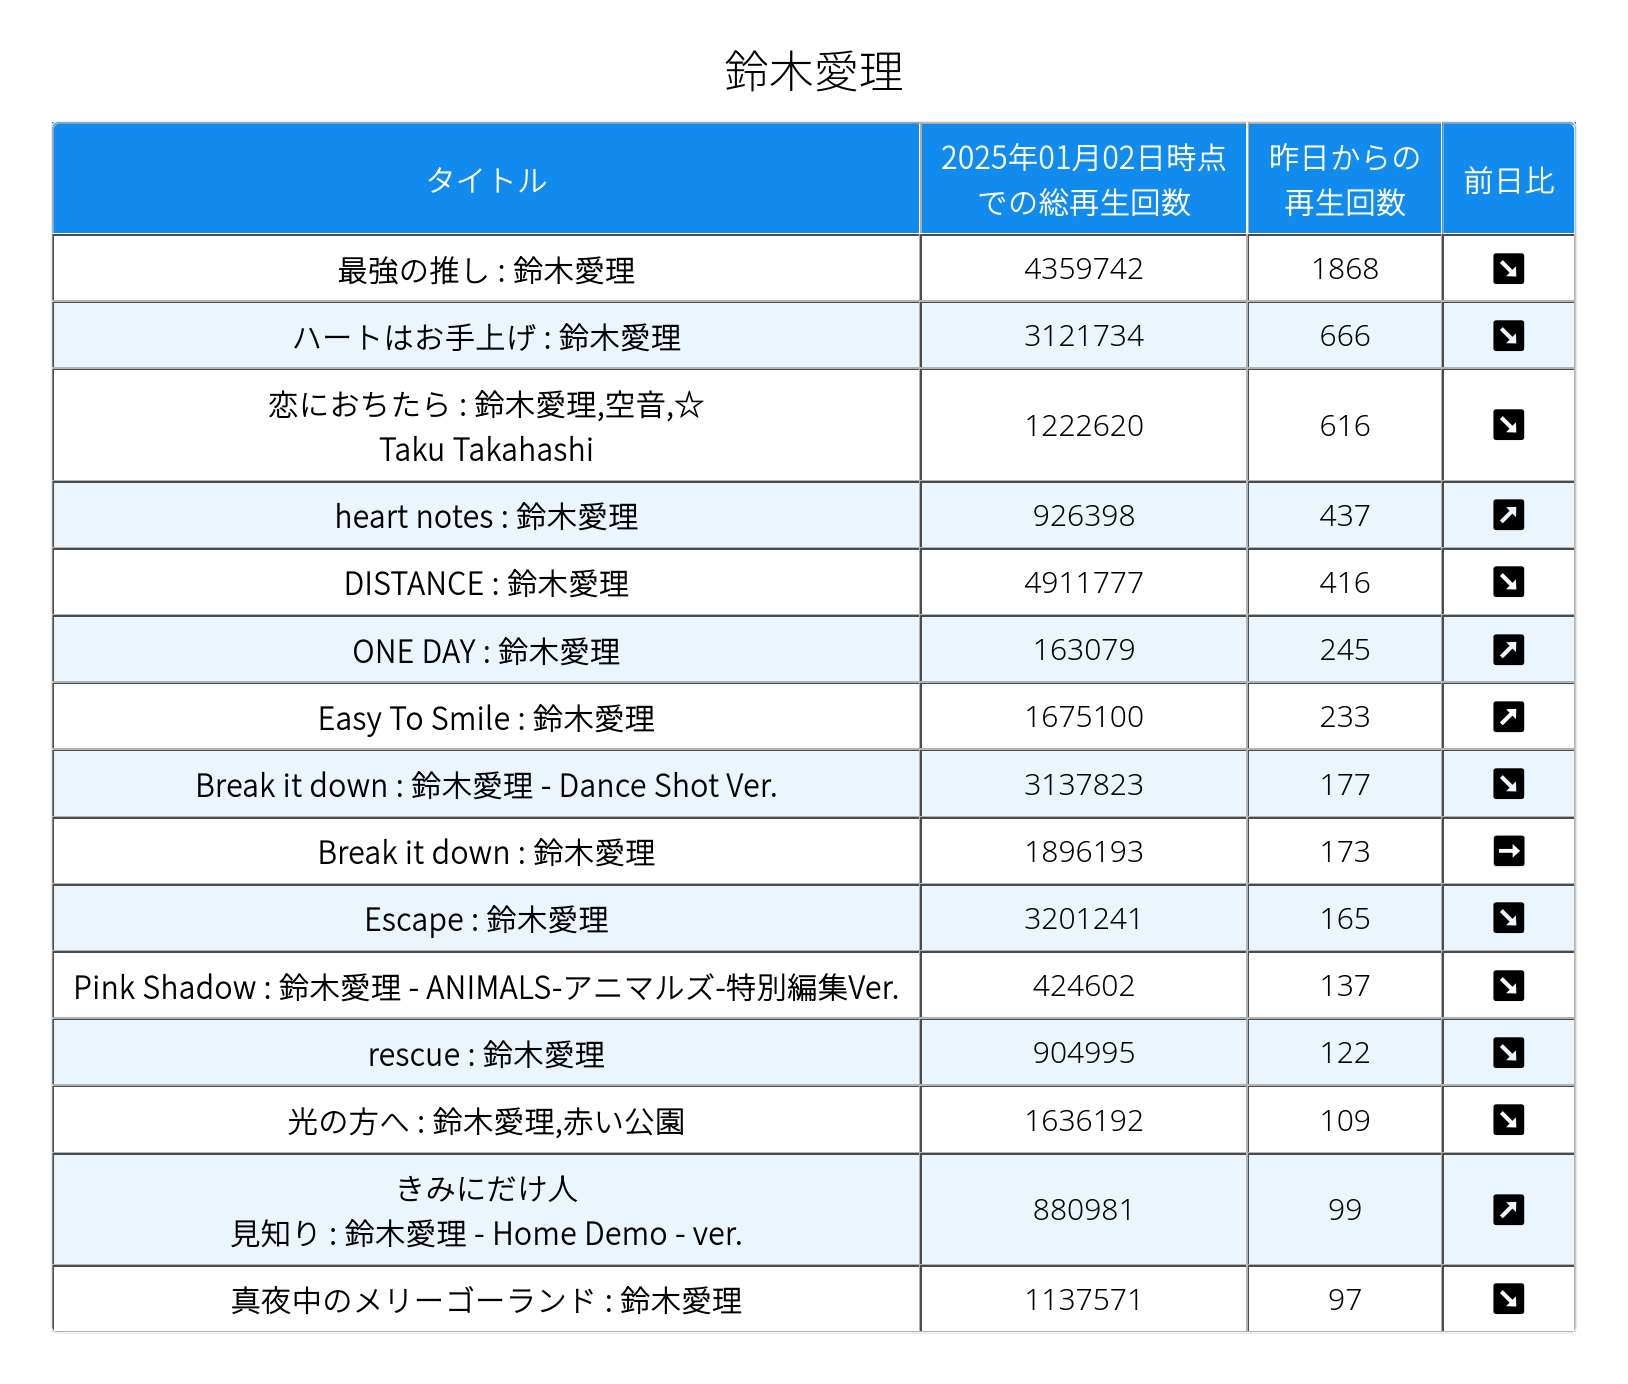 鈴木愛理
タイトル
2025年01月02日時点
での総再生回数
昨日からの
再生回数
前日比
最強の推し : 鈴木愛理 4359742 1868 ↘
ハートはお手上げ : 鈴木愛理 3121734 666 ↘
恋におちたら : 鈴木愛理,空音,☆
Taku Takahashi 1222620 616 ↘
heart notes : 鈴木愛理 926398 437 ↗
DISTANCE : 鈴木愛理 4911777 416 ↘
ONE DAY : 鈴木愛理 163079 245 ↗
Easy To Smile : 鈴木愛理 1675100 233 ↗
Break it down : 鈴木愛理 - Dance Shot Ver. 3137823 177 ↘
Break it down : 鈴木愛理 1896193 173 →
Escape : 鈴木愛理 3201241 165 ↘
Pink Shadow : 鈴木愛理 - ANIMALS-アニマルズ-特別編集Ver. 424602 137 ↘
rescue : 鈴木愛理 904995 122 ↘
光の方へ : 鈴木愛理,赤い公園 1636192 109 ↘
きみにだけ人
見知り : 鈴木愛理 - Home Demo - ver. 880981 99 ↗
真夜中のメリーゴーランド : 鈴木愛理 1137571 97 ↘